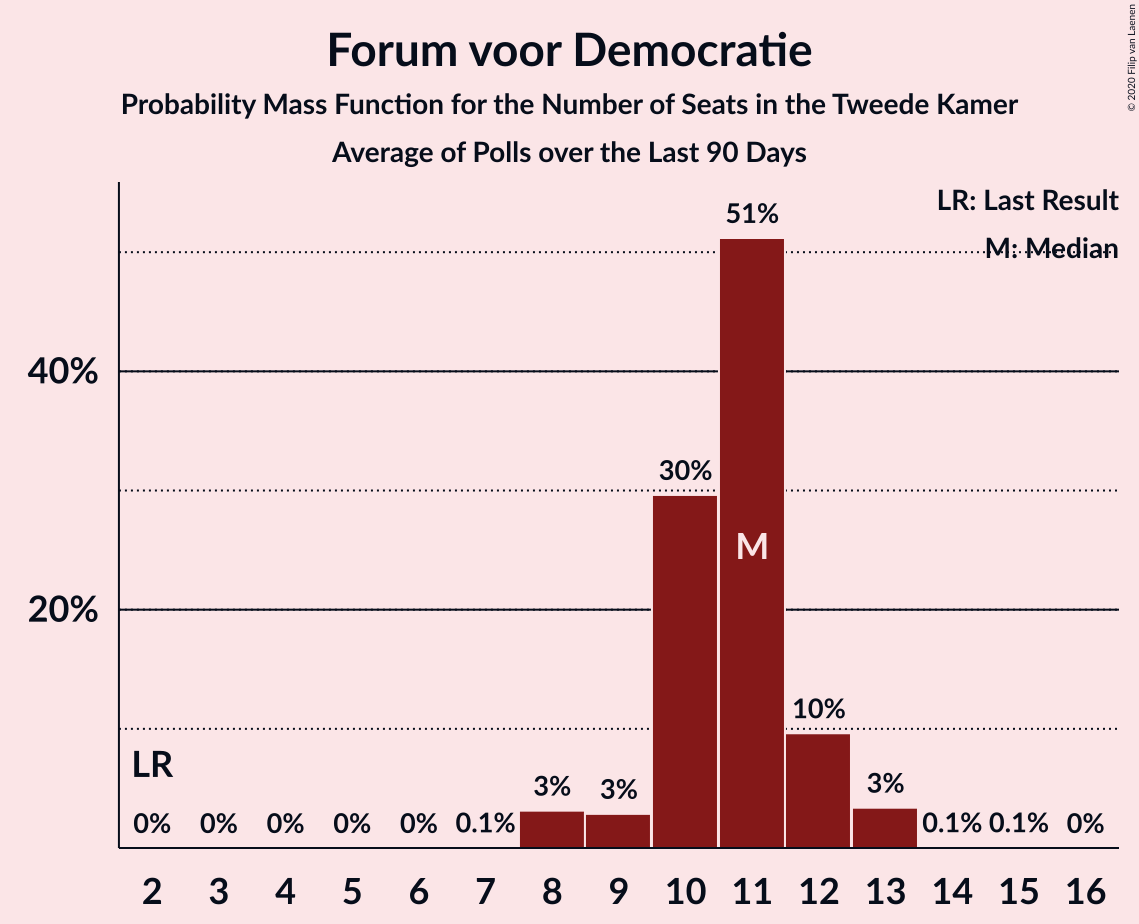 Forum voor Democratie
Probability Mass Function for the Number of Seats in the Tweede Kamer
Average of Polls over the Last 90 Days
© 2020 Filip van Laenen
LR: Last Result
M: Median
51%
40%
30%
M
20%
10%
LR
3%
3%
3%
0%
0%
0%
0%
0%
0.1%
0.1%
0.1%
0%
2 3 4 5 6 7 8 9 10 11 12 13 14 15 16